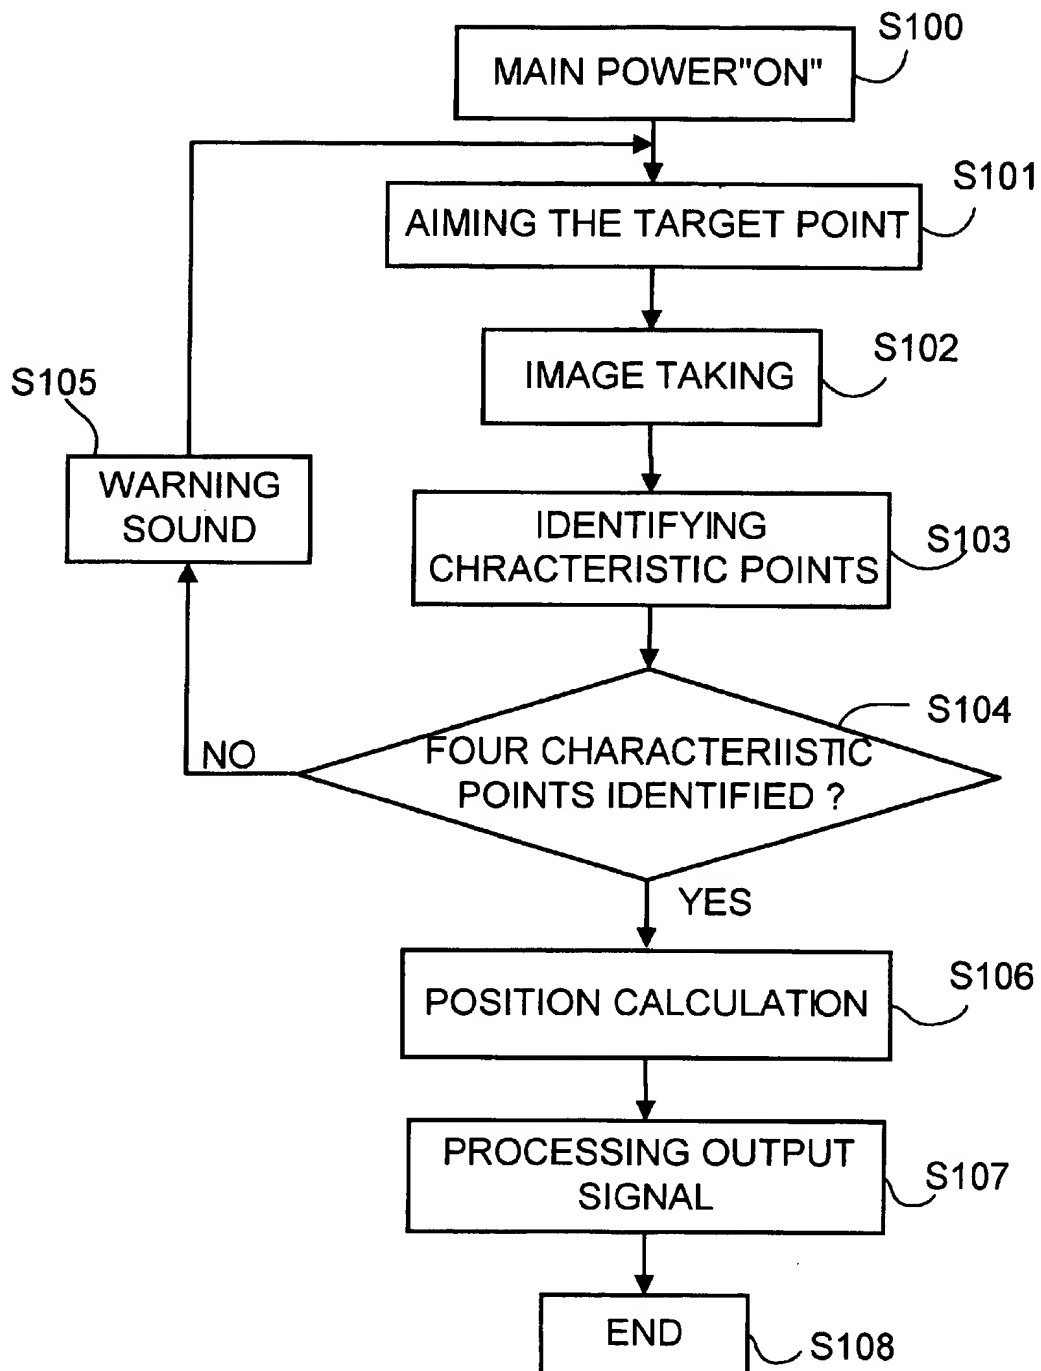 S100
MAIN POWER"ON"
S101
AIMING THE TARGET POINT
S102
IMAGE TAKING
S105
WARNING
SOUND
S103
IDENTIFYING
CHRACTERISTIC POINTS
S104
NO
FOUR CHARACTERIISTIC
POINTS IDENTIFIED ?
YES
S106
POSITION CALCULATION
PROCESSING OUTPUT
SIGNAL
S107
END
S108